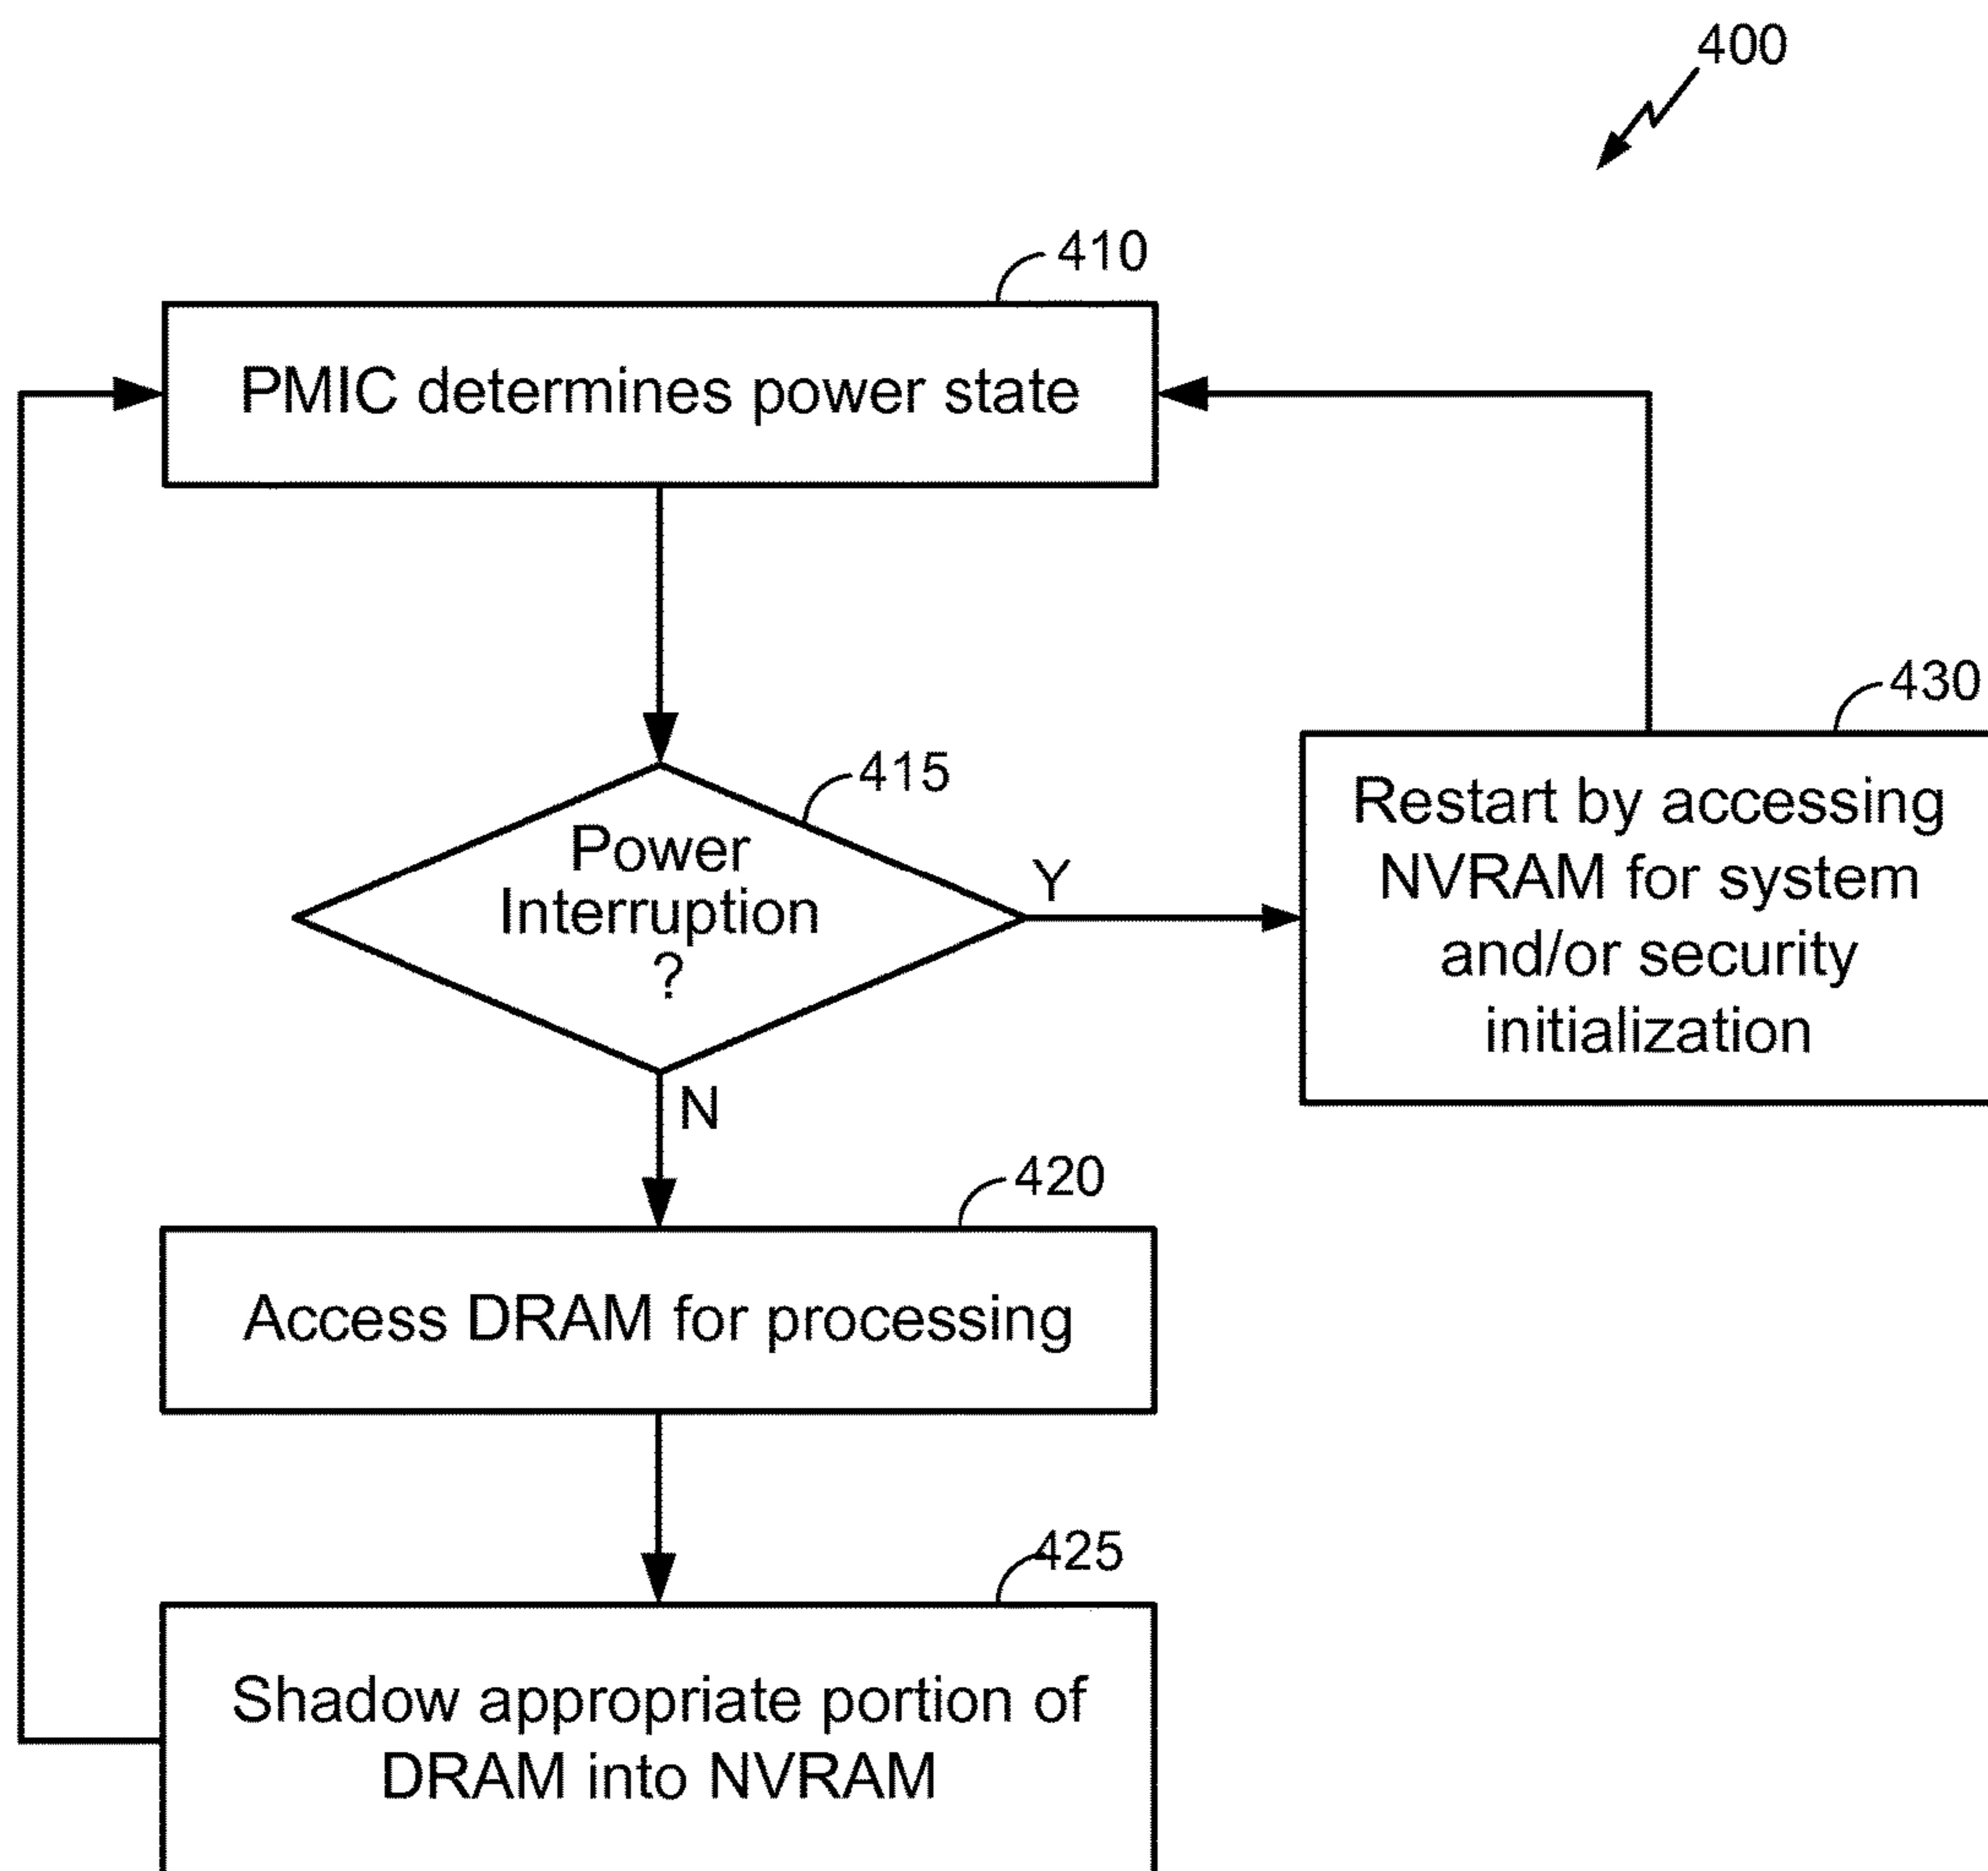 400
410
PMIC determines power state
415
Power
Interruption
?
Y
430
Restart by accessing
NVRAM for system
and/or security
initialization
N
420
Access DRAM for processing
425
Shadow appropriate portion of
DRAM into NVRAM